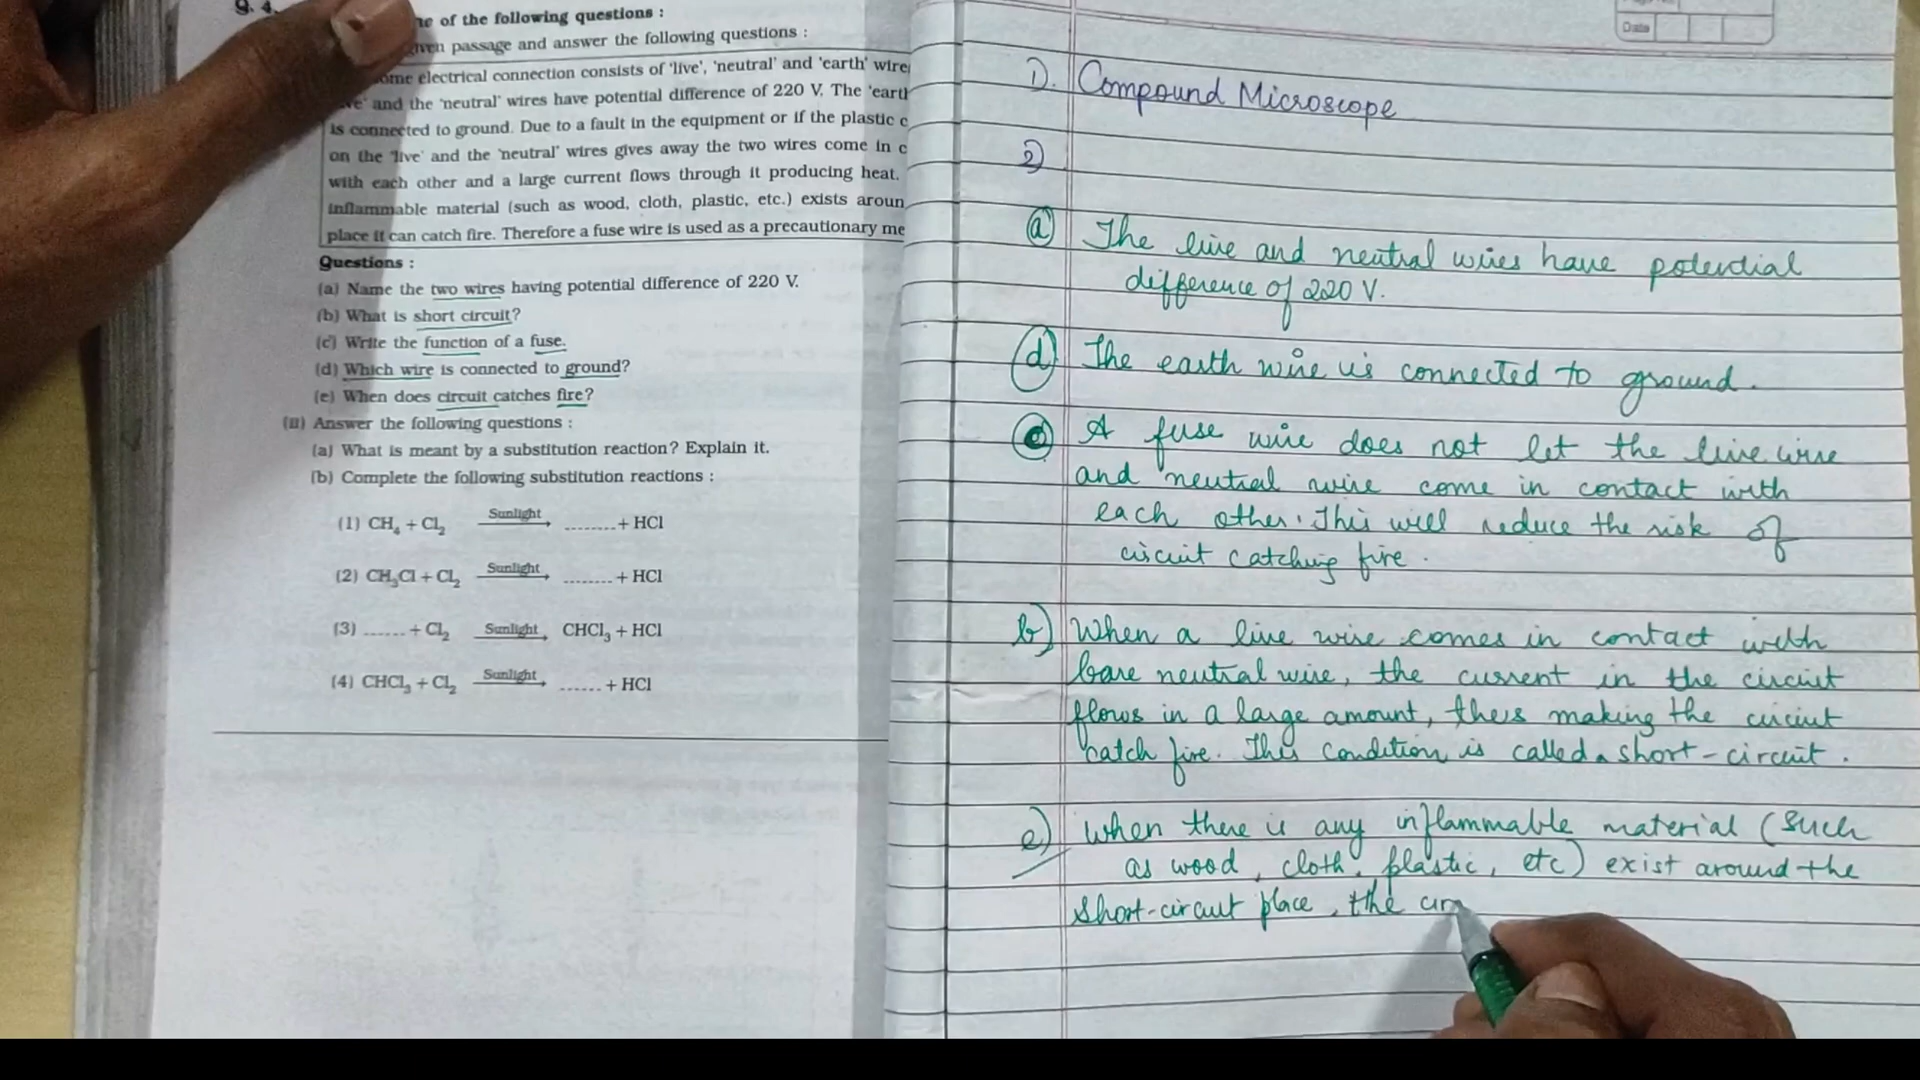 Q. 4.
of the following questions :
given passage and answer the following questions :
electrical connection consists of 'live', 'neutral' and 'earth' wire
and the 'neutral' wires have potential difference of 220 V. The 'eart
is connected to ground. Due to a fault in the equipment or if the plastic c
on the 'live' and the 'neutral' wires gives away the two wires come in c
with each other and a large current flows through it producing heat.
inflammable material (such as wood, cloth, plastic, etc.) exists aroun
place it can catch fire. Therefore a fuse wire is used as a precautionary me
Questions :
(a) Name the two wires having potential difference of 220 V.
(b) What is short circuit?
(c) Write the function of a fuse.
(d) Which wire is connected to ground?
(e) When does circuit catches fire?
(II) Answer the following questions :
(a) What is meant by a substitution reaction? Explain it.
(b) Complete the following substitution reactions :
(1) CH₄ + Cl₂ Sunlight ........ + HCl
(2) CH₃Cl + Cl₂ Sunlight ........ + HCl
(3) ...... + Cl₂ Sunlight CHCl₃ + HCl
(4) CHCl₃ + Cl₂ Sunlight ...... + HCl
Date
1). Compound Microscope
2)
a) The live and neutral wires have potential
difference of 220 V.
d) The earth wire is connected to ground.
c) A fuse wire does not let the live wire
and neutral wire come in contact with
each other. This will reduce the risk of
circuit catching fire.
b) When a live wire comes in contact with
bare neutral wire, the current in the circuit
flows in a large amount, thus making the circuit
catch fire. This condition is called a short-circuit.
e) When there is any inflammable material (such
as wood, cloth, plastic, etc) exist around the
short-circuit place, the cir